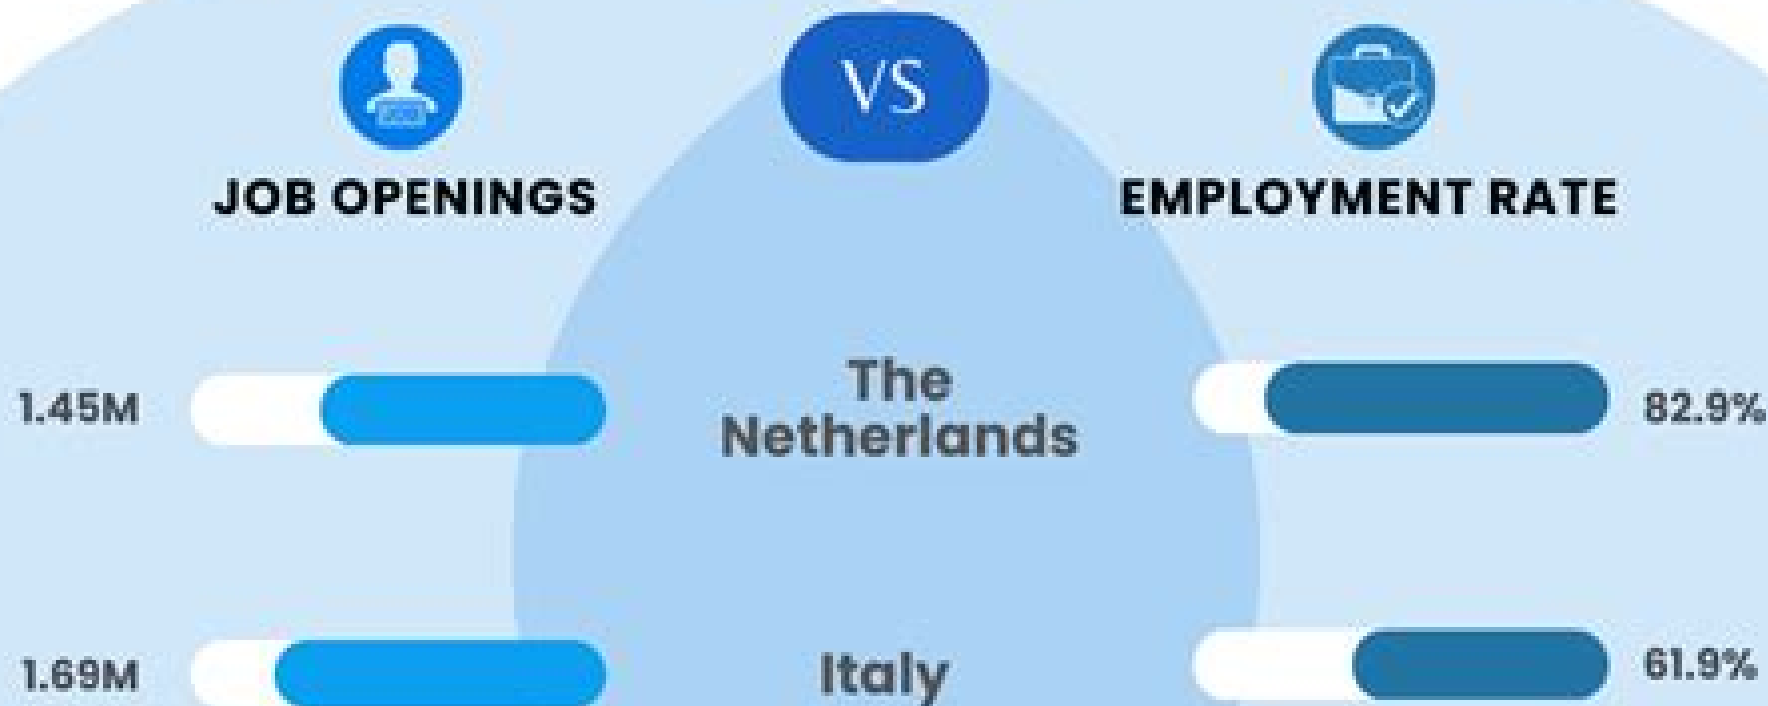 VS
JOB OPENINGS
EMPLOYMENT RATE
1.45M
The
Netherlands
82.9%
1.69M
Italy
61.9%